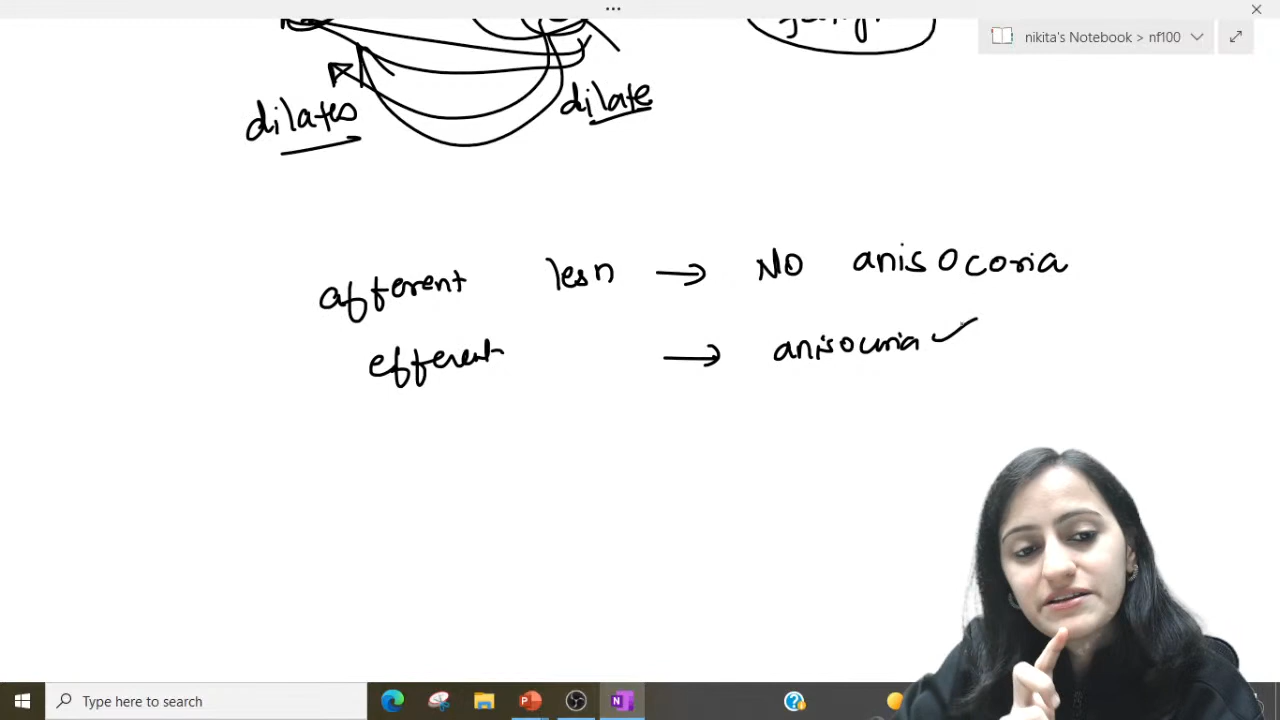 nikita's Notebook > nf100
dilates
dilate
afferent lesn → No anisocoria
efferent → anisocoria ✓
Type here to search